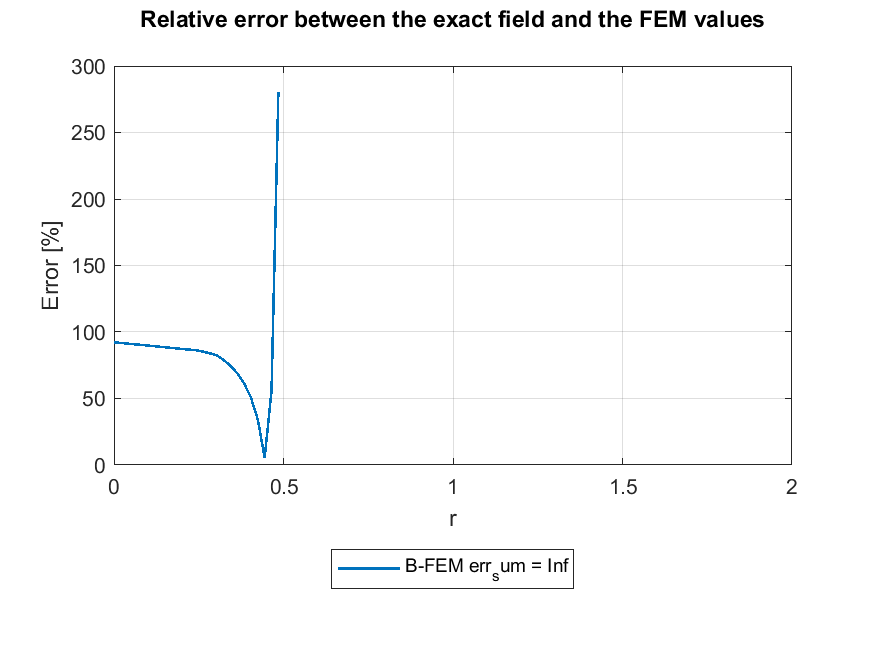 Relative error between the exact field and the FEM values
300
250
200
150
100
50
0
Error [%]
0 0.5 1 1.5 2
r
B-FEM err_sum = Inf